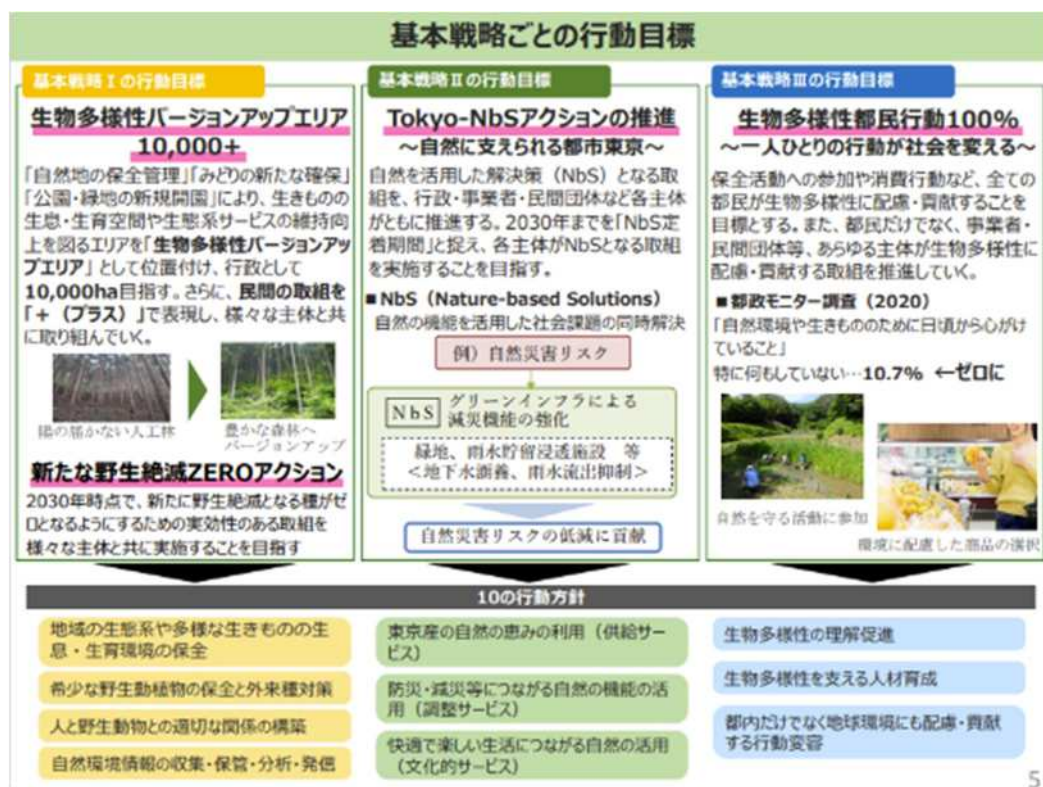 基本戦略ごとの行動目標
基本戦略Ⅰの行動目標
生物多様性バージョンアップエリア
10,000+
「自然地の保全管理」「みどりの新たな確保」
「公園・緑地の新規開園」により、生きものの
生息・生育空間や生態系サービスの維持向
上を図るエリアを「生物多様性バージョンアッ
プエリア」として位置付け、行政として
10,000ha目指す。さらに、民間の取組を
「+（プラス）」で表現し、様々な主体と共
に取り組んでいく。
陽の届かない人工林
豊かな森林へ
バージョンアップ
新たな野生絶滅ZEROアクション
2030年時点で、新たに野生絶滅となる種がゼ
ロとなるようにするための実効性のある取組を
様々な主体と共に実施することを目指す
基本戦略Ⅱの行動目標
Tokyo-NbSアクションの推進
～自然に支えられる都市東京～
自然を活用した解決策（NbS）となる取
組を、行政・事業者・民間団体など各主体
がともに推進する。2030年までを「NbS定
着期間」と捉え、各主体がNbSとなる取組
を実施することを目指す。
■NbS（Nature-based Solutions）
自然の機能を活用した社会課題の同時解決
例）自然災害リスク
NbS
グリーンインフラによる
減災機能の強化
緑地、雨水貯留浸透施設 等
＜地下水涵養、雨水流出抑制＞
自然災害リスクの低減に貢献
基本戦略Ⅲの行動目標
生物多様性都民行動100%
～一人ひとりの行動が社会を変える～
保全活動への参加や消費行動など、全ての
都民が生物多様性に配慮・貢献することを
目標とする。また、都民だけでなく、事業者・
民間団体等、あらゆる主体が生物多様性に
配慮・貢献する取組を推進していく。
■都政モニター調査（2020）
「自然環境や生きもののために日頃から心がけ
ていること」
特に何もしていない…10.7% ←ゼロに
自然を守る活動に参加
環境に配慮した商品の選択
10の行動方針
地域の生態系や多様な生きものの生
息・生育環境の保全
希少な野生動植物の保全と外来種対策
人と野生動物との適切な関係の構築
自然環境情報の収集・保管・分析・発信
東京産の自然の恵みの利用（供給サー
ビス）
防災・減災等につながる自然の機能の活
用（調整サービス）
快適で楽しい生活につながる自然の活用
（文化的サービス）
生物多様性の理解促進
生物多様性を支える人材育成
都内だけでなく地球環境にも配慮・貢献
する行動変容
5